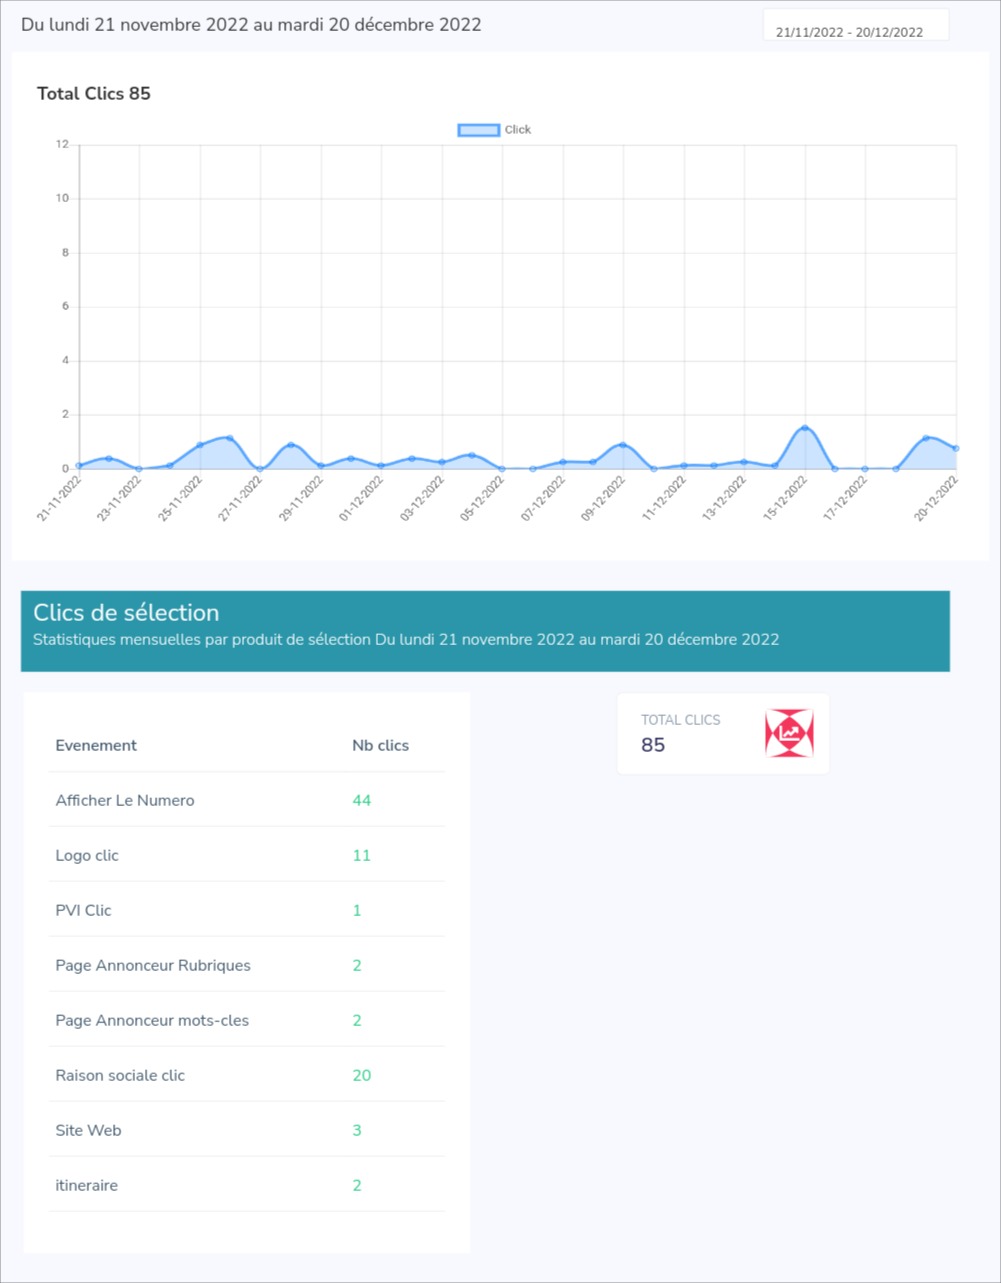 Du lundi 21 novembre 2022 au mardi 20 décembre 2022
21/11/2022 - 20/12/2022
Total Clics 85
Click
12
10
8
6
4
2
0
21-11-2022
23-11-2022
25-11-2022
27-11-2022
29-11-2022
01-12-2022
03-12-2022
05-12-2022
07-12-2022
09-12-2022
11-12-2022
13-12-2022
15-12-2022
17-12-2022
20-12-2022
Clics de sélection
Statistiques mensuelles par produit de sélection Du lundi 21 novembre 2022 au mardi 20 décembre 2022
Evenement Nb clics
Afficher Le Numero 44
Logo clic 11
PVI Clic 1
Page Annonceur Rubriques 2
Page Annonceur mots-cles 2
Raison sociale clic 20
Site Web 3
itineraire 2
TOTAL CLICS
85